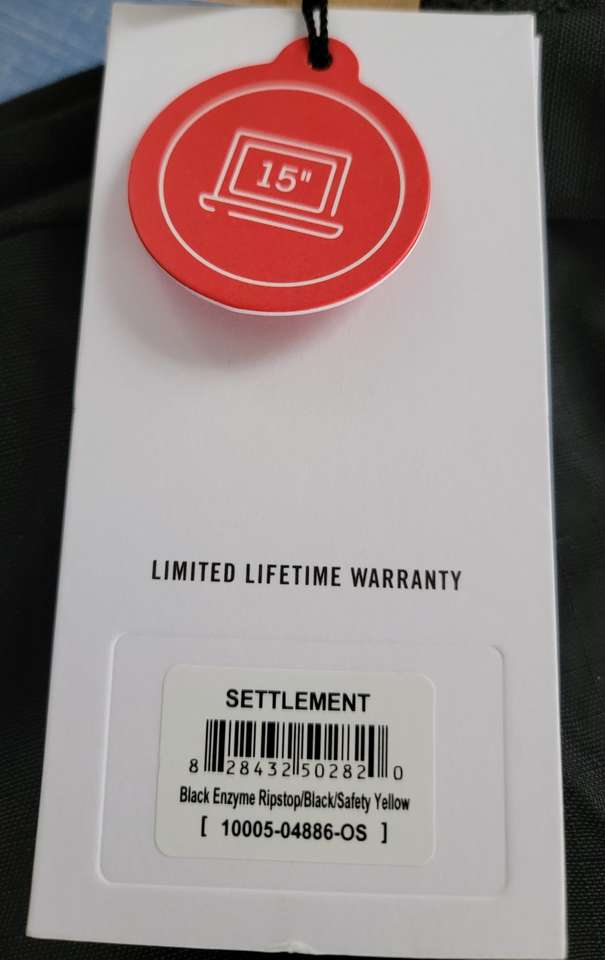 15"
LIMITED LIFETIME WARRANTY
SETTLEMENT
8 28432 50282 0
Black Enzyme Ripstop/Black/Safety Yellow
[ 10005-04886-OS ]